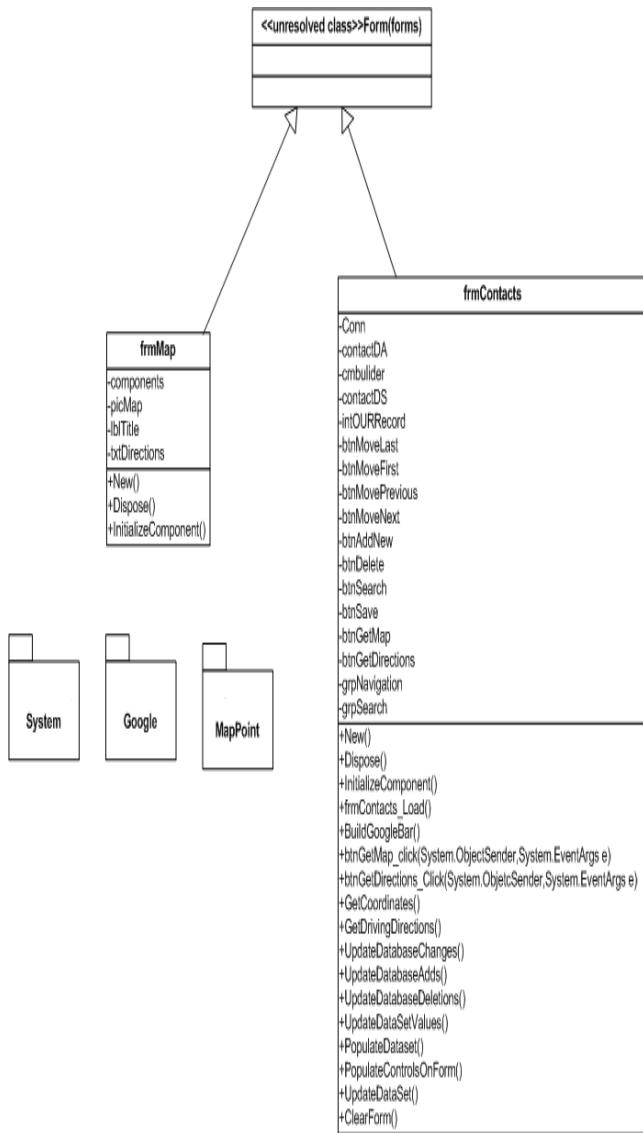 <<unresolved class>>Form(forms)
frmMap
-components
-picMap
-lblTitle
-txtDirections
+New()
+Dispose()
+InitializeComponent()
System
Google
MapPoint
frmContacts
-Conn
-contactDA
-cmbulider
-contactDS
-intOURRecord
-btnMoveLast
-btnMoveFirst
-btnMovePrevious
-btnMoveNext
-btnAddNew
-btnDelete
-btnSearch
-btnSave
-btnGetMap
-btnGetDirections
-grpNavigation
-grpSearch
+New()
+Dispose()
+InitializeComponent()
+frmContacts_Load()
+BuildGoogleBar()
+btnGetMap_click(System.ObjectSender,System.EventArgs e)
+btnGetDirections_Click(System.ObjetcSender,System.EventArgs e)
+GetCoordinates()
+GetDrivingDirections()
+UpdateDatabaseChanges()
+UpdateDatabaseAdds()
+UpdateDatabaseDeletions()
+UpdateDataSetValues()
+PopulateDataset()
+PopulateControlsOnForm()
+UpdateDataSet()
+ClearForm()